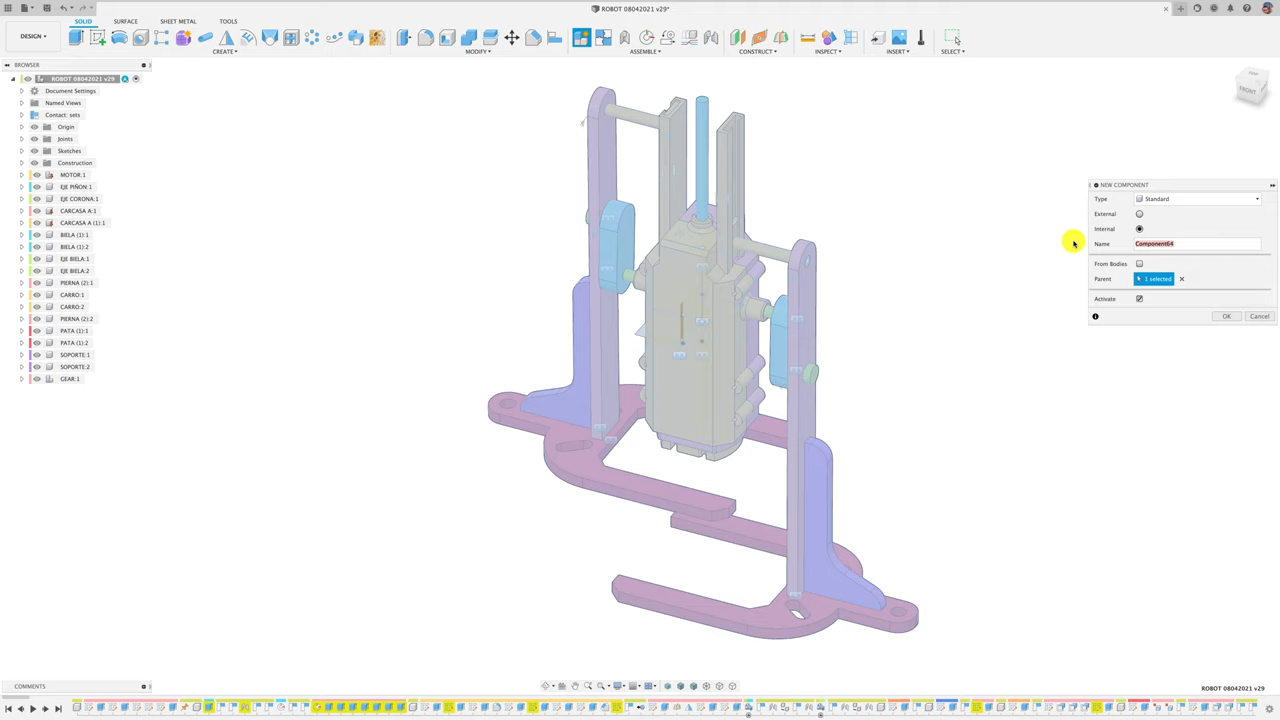 ROBOT 08042021 v29*
DESIGN
SOLID SURFACE SHEET METAL TOOLS
CREATE MODIFY ASSEMBLE CONSTRUCT INSPECT INSERT SELECT
BROWSER
ROBOT 08042021 v29
Document Settings
Named Views
Contact: sets
Origin
Joints
Sketches
Construction
MOTOR:1
EJE PIÑON:1
EJE CORONA:1
CARCASA A:1
CARCASA A (1):1
BIELA (1):1
BIELA (1):2
EJE BIELA:1
EJE BIELA:2
PIERNA (2):1
CARRO:1
CARRO:2
PIERNA (2):2
PATA (1):1
PATA (1):2
SOPORTE:1
SOPORTE:2
GEAR:1
TOP
FRONT
NEW COMPONENT
Type Standard
External
Internal
Name Component64
From Bodies
Parent 1 selected
Activate
OK Cancel
COMMENTS
ROBOT 08042021 v29